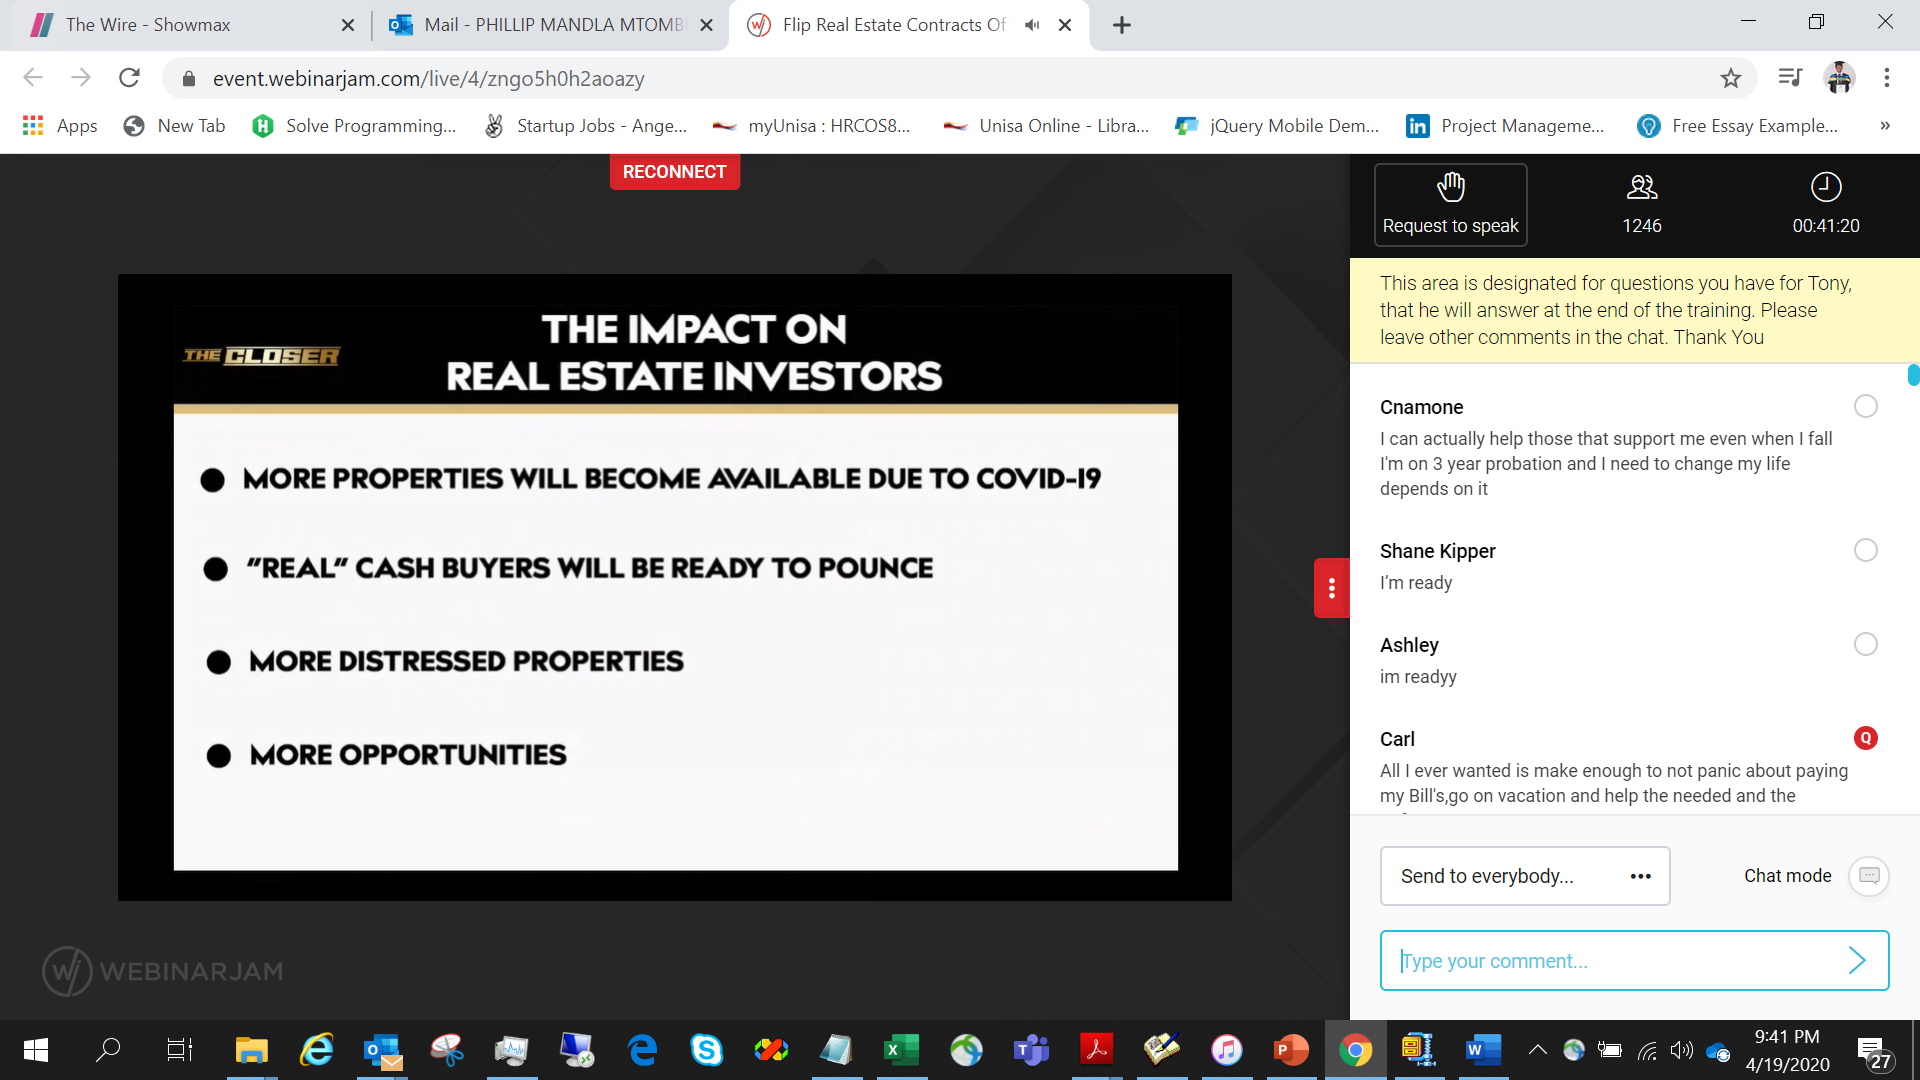 The Wire - Showmax
Mail - PHILLIP MANDLA MTOMB
Flip Real Estate Contracts Of
event.webinarjam.com/live/4/zngo5h0h2aoazy
Apps
New Tab
Solve Programming...
Startup Jobs - Ange...
myUnisa : HRCOS8...
Unisa Online - Libra...
jQuery Mobile Dem...
Project Manageme...
Free Essay Example...
»
RECONNECT
Request to speak
1246
00:41:20
THE CLOSER
THE IMPACT ON
REAL ESTATE INVESTORS
● MORE PROPERTIES WILL BECOME AVAILABLE DUE TO COVID-19
● "REAL" CASH BUYERS WILL BE READY TO POUNCE
● MORE DISTRESSED PROPERTIES
● MORE OPPORTUNITIES
WEBINARJAM
This area is designated for questions you have for Tony,
that he will answer at the end of the training. Please
leave other comments in the chat. Thank You
Cnamone
I can actually help those that support me even when I fall
I'm on 3 year probation and I need to change my life
depends on it
Shane Kipper
I'm ready
Ashley
im readyy
Carl
Q
All I ever wanted is make enough to not panic about paying
my Bill's,go on vacation and help the needed and the
Send to everybody...
Chat mode
Type your comment...
9:41 PM
4/19/2020
27